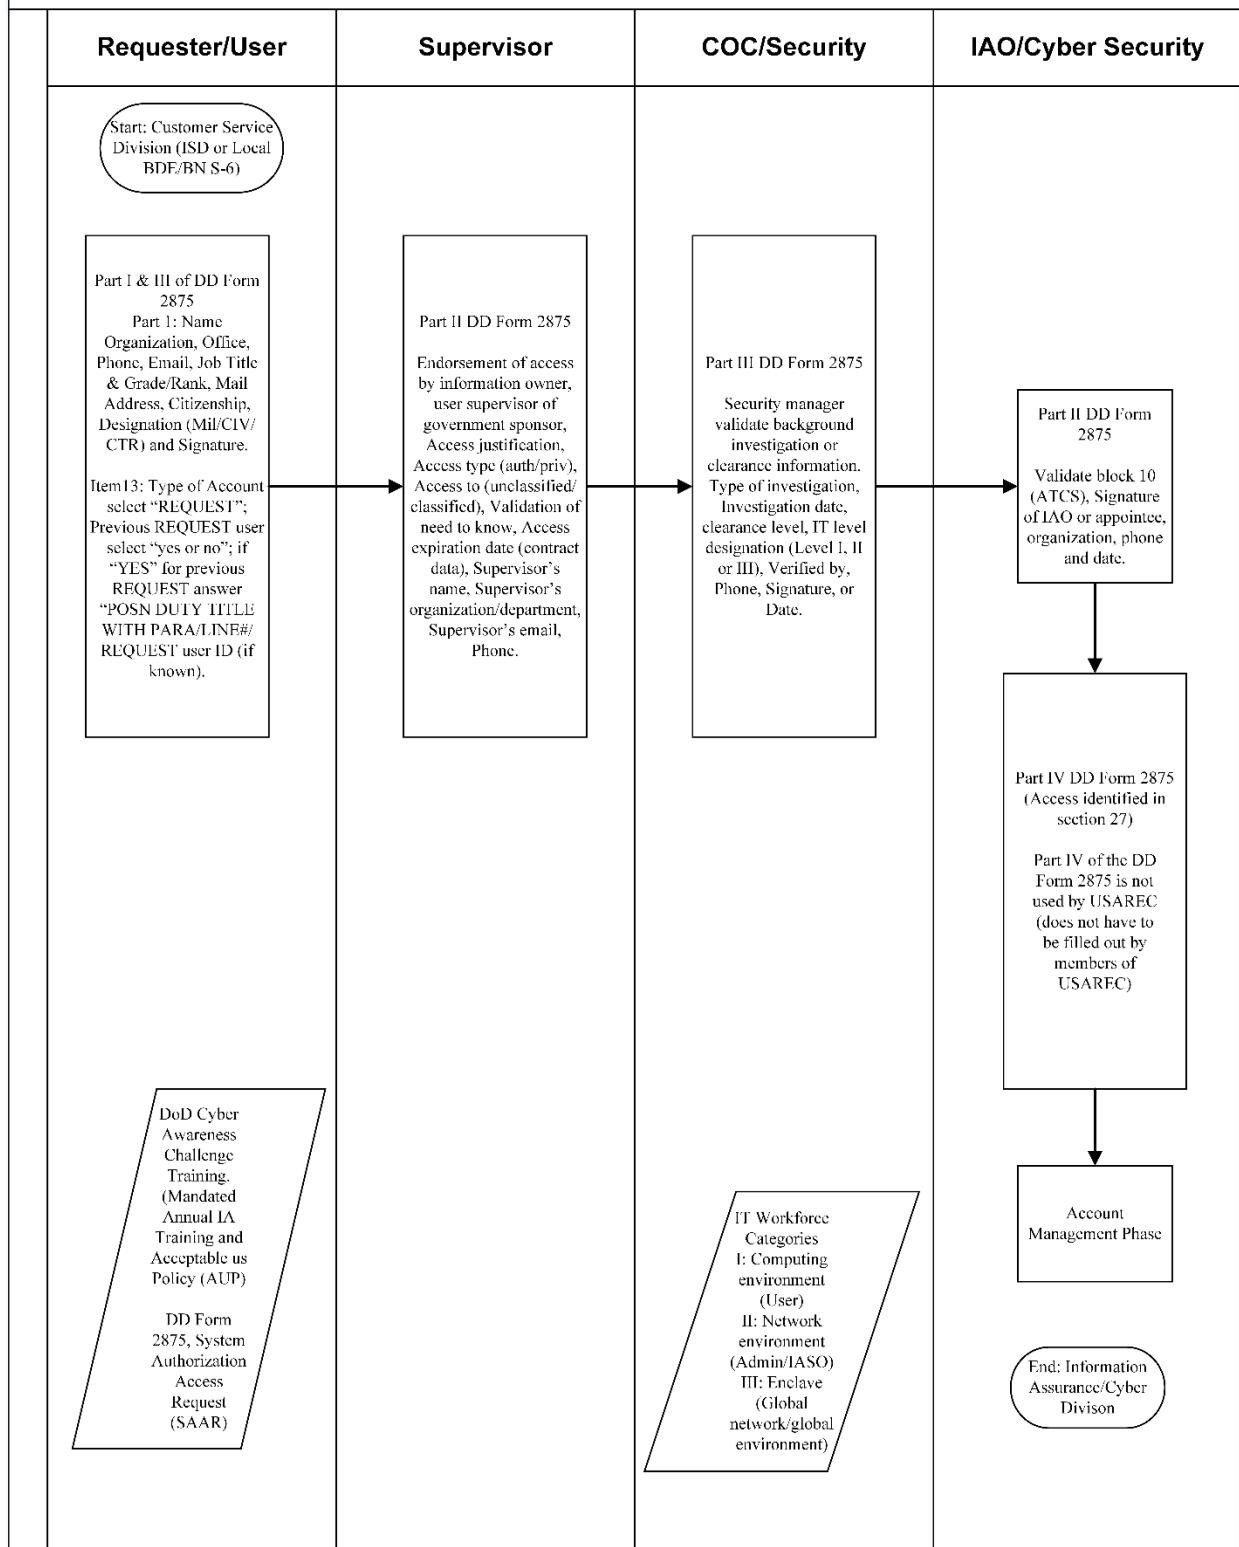 Requester/User
Supervisor
COC/Security
IAO/Cyber Security
Start: Customer Service
Division (ISD or Local
BDE/BN S-6)
Part I & III of DD Form
2875
Part 1: Name
Organization, Office,
Phone, Email, Job Title
& Grade/Rank, Mail
Address, Citizenship,
Designation (Mil/CIV/
CTR) and Signature.
Item13: Type of Account
select “REQUEST”;
Previous REQUEST user
select “yes or no”; if
“YES” for previous
REQUEST answer
“POSN DUTY TITLE
WITH PARA/LINE#/
REQUEST user ID (if
known).
Part II DD Form 2875
Endorsement of access
by information owner,
user supervisor of
government sponsor,
Access justification,
Access type (auth/priv),
Access to (unclassified/
classified), Validation of
need to know, Access
expiration date (contract
data), Supervisor’s
name, Supervisor’s
organization/department,
Supervisor’s email,
Phone.
Part III DD Form 2875
Security manager
validate background
investigation or
clearance information.
Type of investigation,
Investigation date,
clearance level, IT level
designation (Level I, II
or III), Verified by,
Phone, Signature, or
Date.
Part II DD Form
2875
Validate block 10
(ATCS), Signature
of IAO or appointee,
organization, phone
and date.
Part IV DD Form 2875
(Access identified in
section 27)
Part IV of the DD
Form 2875 is not
used by USAREC
(does not have to
be filled out by
members of
USAREC)
DoD Cyber
Awareness
Challenge
Training.
(Mandated
Annual IA
Training and
Acceptable us
Policy (AUP)
DD Form
2875, System
Authorization
Access
Request
(SAAR)
IT Workforce
Categories
I: Computing
environment
(User)
II: Network
environment
(Admin/IASO)
III: Enclave
(Global
network/global
environment)
Account
Management Phase
End: Information
Assurance/Cyber
Divison